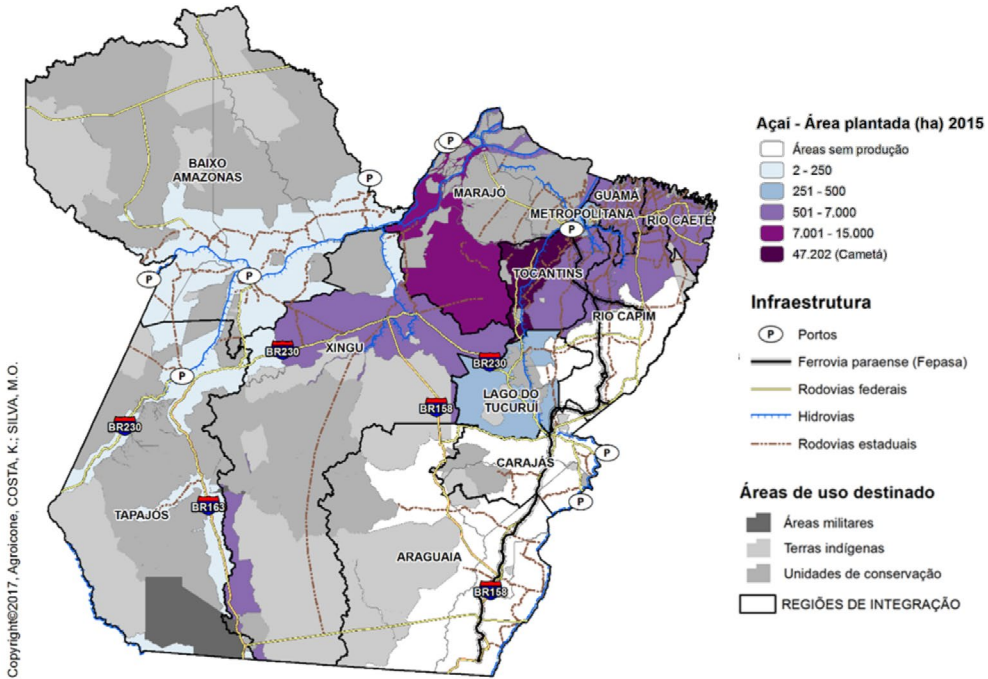 BAIXO
AMAZONAS
MARAJÓ
GUAMÁ
METROPOLITANA
RIO CAETÉ
TOCANTINS
RIO CAPIM
XINGU
LAGO DO
TUCURUÍ
CARAJÁS
TAPAJÓS
ARAGUAIA
BR230
BR230
BR230
BR158
BR163
BR158
P
P
P
P
P
P
P
P
Açaí - Área plantada (ha) 2015
Áreas sem produção
2 - 250
251 - 500
501 - 7.000
7.001 - 15.000
47.202 (Cametá)
Infraestrutura
P Portos
Ferrovia paraense (Fepasa)
Rodovias federais
Hidrovias
Rodovias estaduais
Áreas de uso destinado
Áreas militares
Terras indígenas
Unidades de conservação
REGIÕES DE INTEGRAÇÃO
Copyright©2017, Agroicone, COSTA, K.; SILVA, M.O.